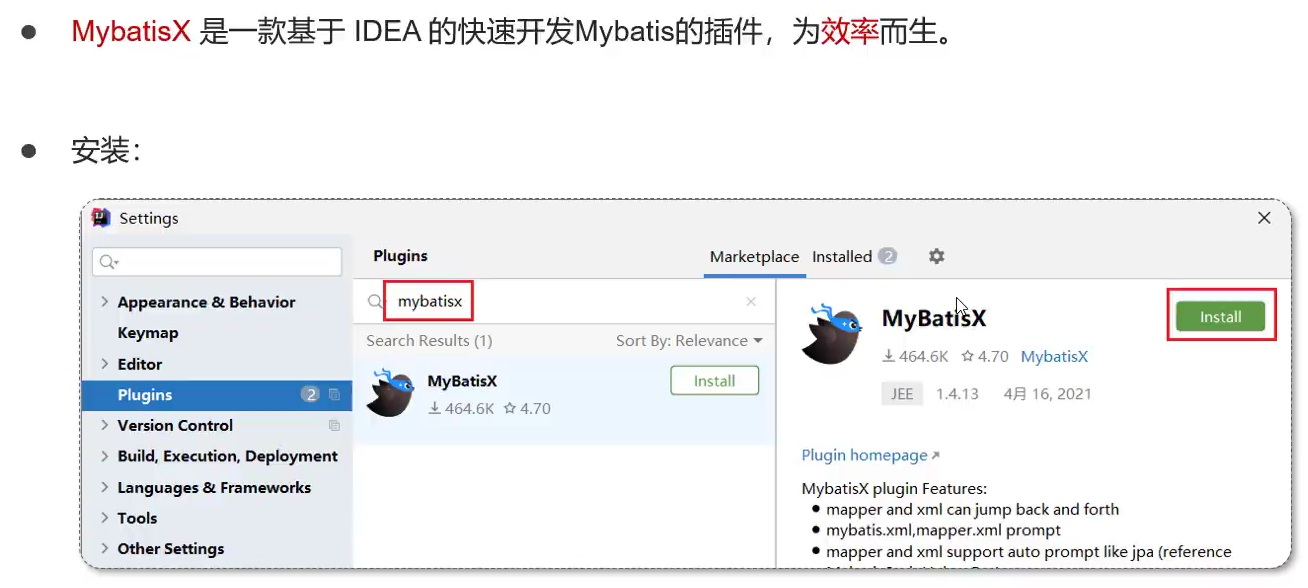 MybatisX 是一款基于 IDEA 的快速开发Mybatis的插件，为效率而生。
安装：
Settings
Plugins
Marketplace Installed 2
Appearance & Behavior
Keymap
Editor
Plugins 2
Version Control
Build, Execution, Deployment
Languages & Frameworks
Tools
Other Settings
mybatisx
Search Results (1) Sort By: Relevance
MyBatisX
Install
464.6K 4.70
MyBatisX
Install
464.6K 4.70 MybatisX
JEE 1.4.13 4月 16, 2021
Plugin homepage
MybatisX plugin Features:
mapper and xml can jump back and forth
mybatis.xml,mapper.xml prompt
mapper and xml support auto prompt like jpa (reference